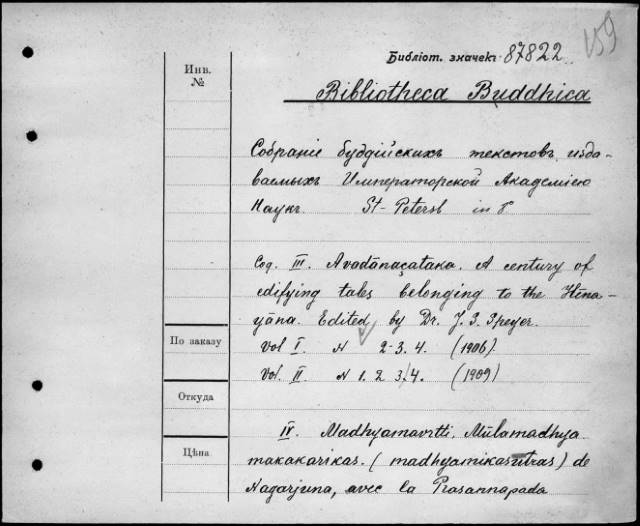 159
Библіот. значекъ 87822
Инв.
№
Bibliotheca Buddhica
Собраніе буддійскихъ текстовъ, изда-
ваемыхъ Императорской Академіею
Наукъ. St-Petersb in 8°
Cog. III. Avadānaçataka. A century of
edifying tales belonging to the Hīna-
yāna. Edited by Dr. J. S. Speyer.
По заказу
Vol I. N 2-3.4. (1906).
Vol. II N 1. 2 3.4. (1909)
Откуда
IV. Madhyamavrtti, Mūlamadhya
Цѣна
makakarikas. (madhyamikasūtras) de
Nagarjuna, avec la Prasannapada